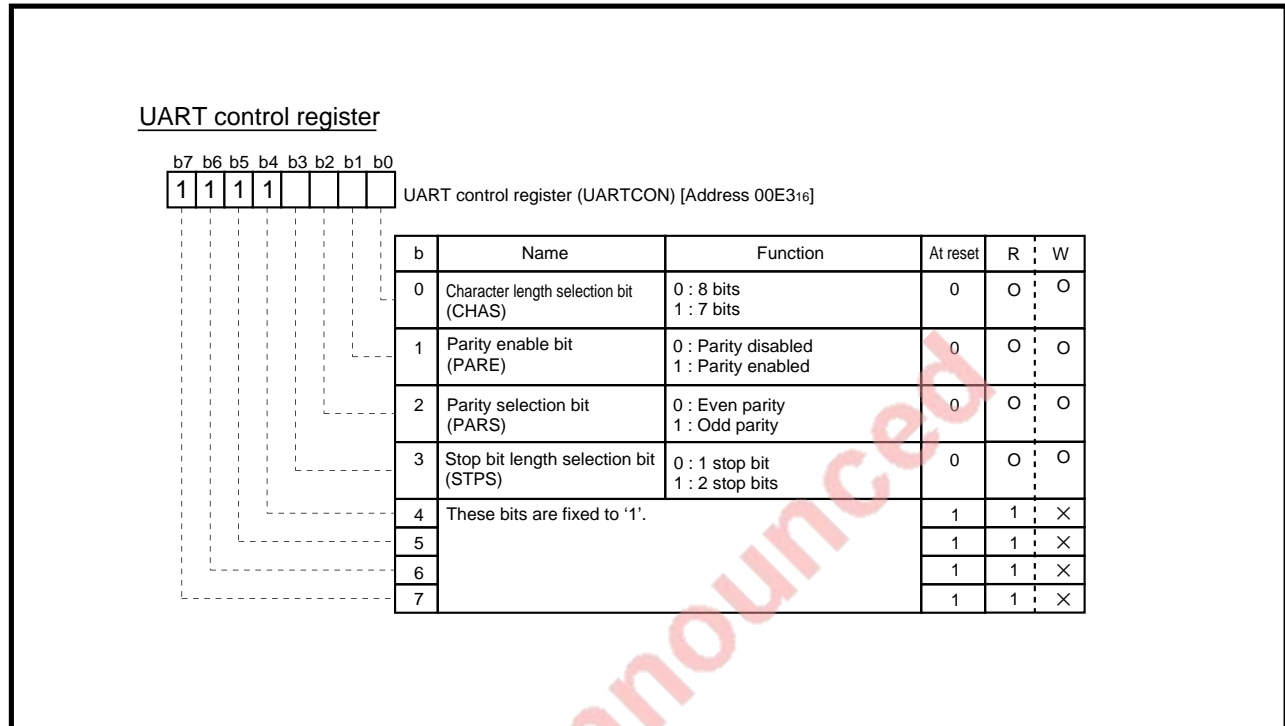 UART control register
b7 b6 b5 b4 b3 b2 b1 b0
1 1 1 1
UART control register (UARTCON) [Address 00E316]
b Name Function At reset R W
0 Character length selection bit 0 : 8 bits 0 O O
(CHAS) 1 : 7 bits
1 Parity enable bit 0 : Parity disabled 0 O O
(PARE) 1 : Parity enabled
2 Parity selection bit 0 : Even parity 0 O O
(PARS) 1 : Odd parity
3 Stop bit length selection bit 0 : 1 stop bit 0 O O
(STPS) 1 : 2 stop bits
4 These bits are fixed to ‘1’. 1 1 ×
5 1 1 ×
6 1 1 ×
7 1 1 ×
nounced